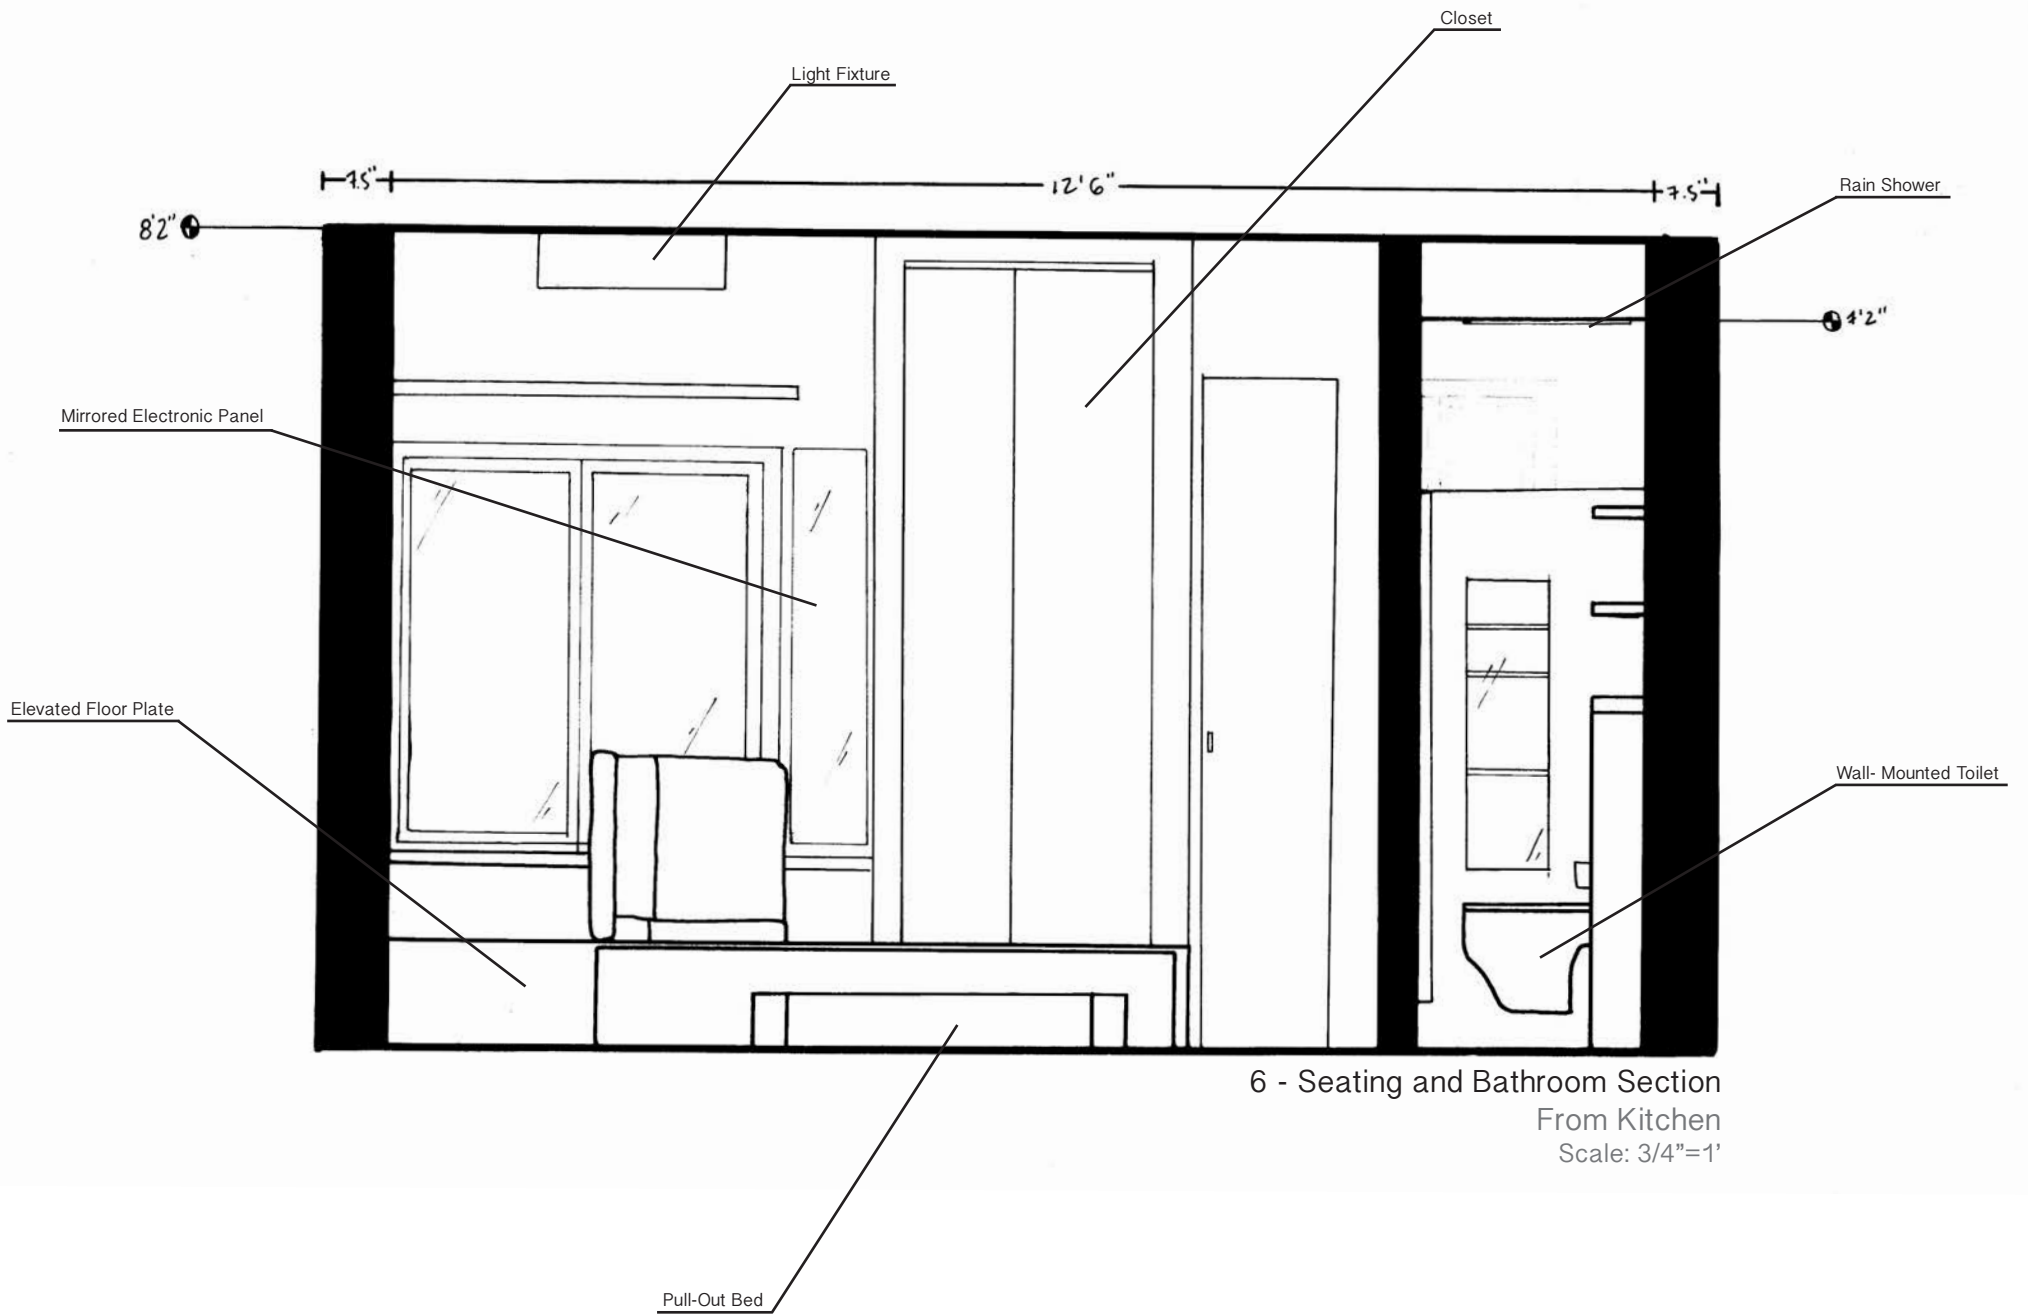 Closet
Light Fixture
7.5"
12'6"
7.5"
Rain Shower
8'2"
7'2"
Mirrored Electronic Panel
Elevated Floor Plate
Wall- Mounted Toilet
6 - Seating and Bathroom Section
From Kitchen
Scale: 3/4”=1’
Pull-Out Bed